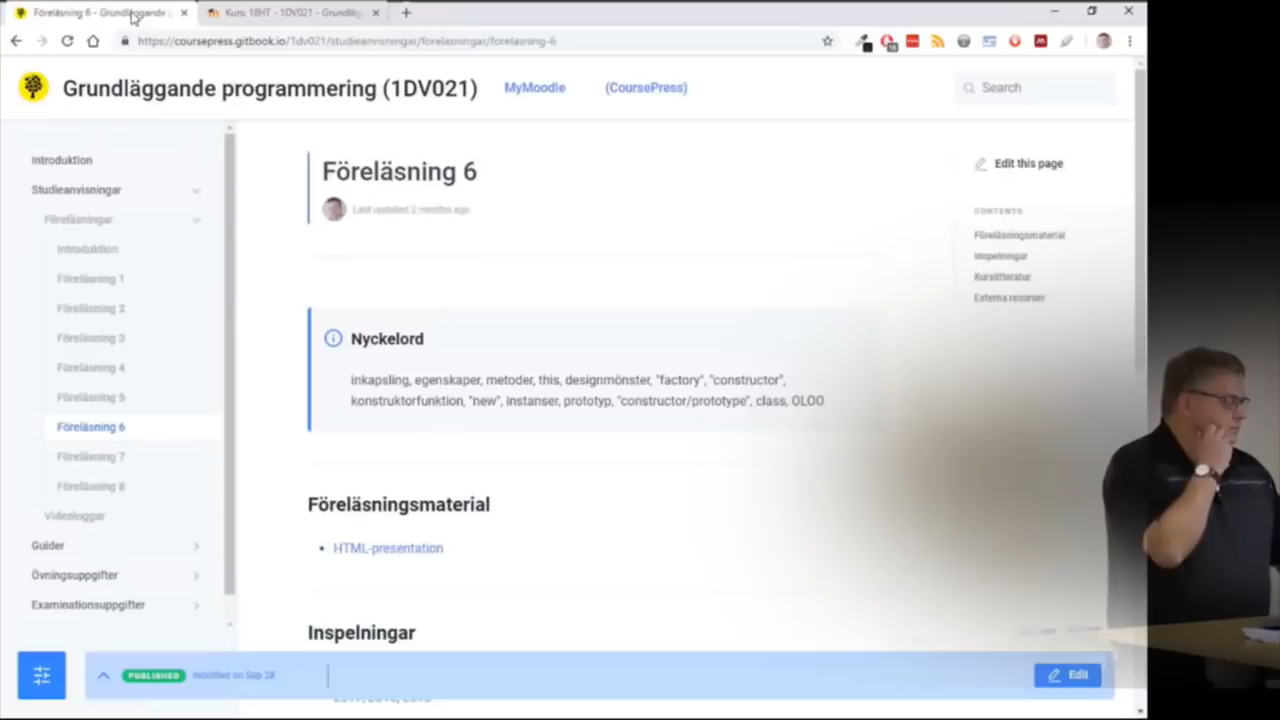 Föreläsning 6 - Grundläggande
Kurs: 18HT - 1DV021 - Grundläg
https://coursepress.gitbook.io/1dv021/studieanvisningar/forelasningar/forelasning-6
Grundläggande programmering (1DV021)
MyMoodle
(CoursePress)
Search
Introduktion
Studieanvisningar
Föreläsningar
Introduktion
Föreläsning 1
Föreläsning 2
Föreläsning 3
Föreläsning 4
Föreläsning 5
Föreläsning 6
Föreläsning 7
Föreläsning 8
Videologgar
Guider
Övningsuppgifter
Examinationsuppgifter
Föreläsning 6
Last updated 2 months ago
Nyckelord
inkapsling, egenskaper, metoder, this, designmönster, "factory", "constructor",
konstruktorfunktion, "new", instanser, prototyp, "constructor/prototype", class, OLOO
Föreläsningsmaterial
• HTML-presentation
Inspelningar
Edit this page
CONTENTS
Föreläsningsmaterial
Inspelningar
Kurslitteratur
Externa resurser
PUBLISHED
modified on Sep 28
Edit